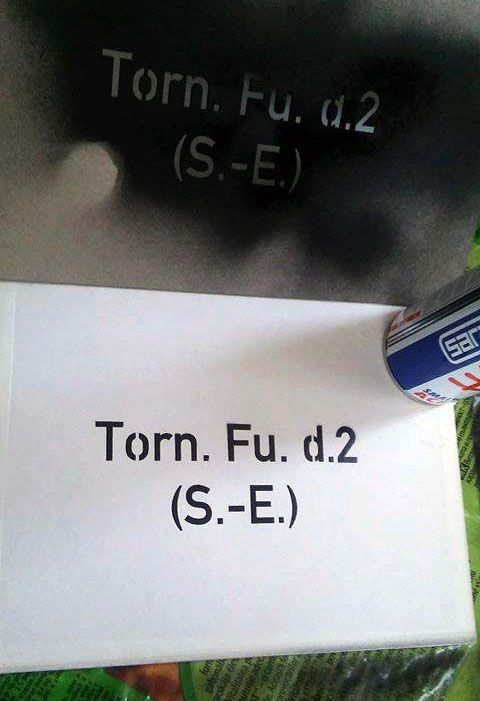 Torn. Fu. d.2
(S.-E.)
Torn. Fu. d.2
(S.-E.)